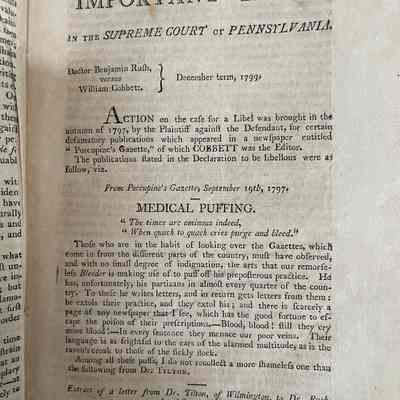 IMPORTANT
IN THE SUPREME COURT OF PENNSYLVANIA.
Doctor Benjamin Rush,
versus
William Cobbett.
} December term, 1799,
ACTION on the case for a Libel was brought in the
autumn of 1797, by the Plaintiff against the Defendant, for certain
defamatory publications which appeared in a newspaper entitled
" Porcupine's Gazette," of which COBBETT was the Editor.
The publications stated in the Declaration to be libellous were as
follow, viz.
From Porcupine's Gazette, September 19th, 1797.
MEDICAL PUFFING.
" The times are ominous indeed,
" When quack to quack cries purge and bleed."
Those who are in the habit of looking over the Gazettes, which
come in from the different parts of the country, must have observed,
and with no small degree of indignation, the arts that our remorse-
less Bleeder is making use of to puff off his preposterous practice. He
has, unfortunately, his partizans in almost every quarter of the coun-
try. To these he writes letters, and in return gets letters from them :
he extols their practice, and they extol his ; and there is scarcely a
page of any newspaper that I see, which has the good fortune to ef-
cape the poison of their prescriptions,—Blood, blood ! still they cry
more blood !—In every sentence they menace our poor veins. Their
language is as frightful to the ears of the alarmed multitude, as is the
raven's croak to those of the sickly flock.
Among all these puffs, I do not recollect a more shameless one than
the following from Dr. TILTON.
Extract of a letter from Dr. Tilton, of Wilmington, to Dr. Rush,